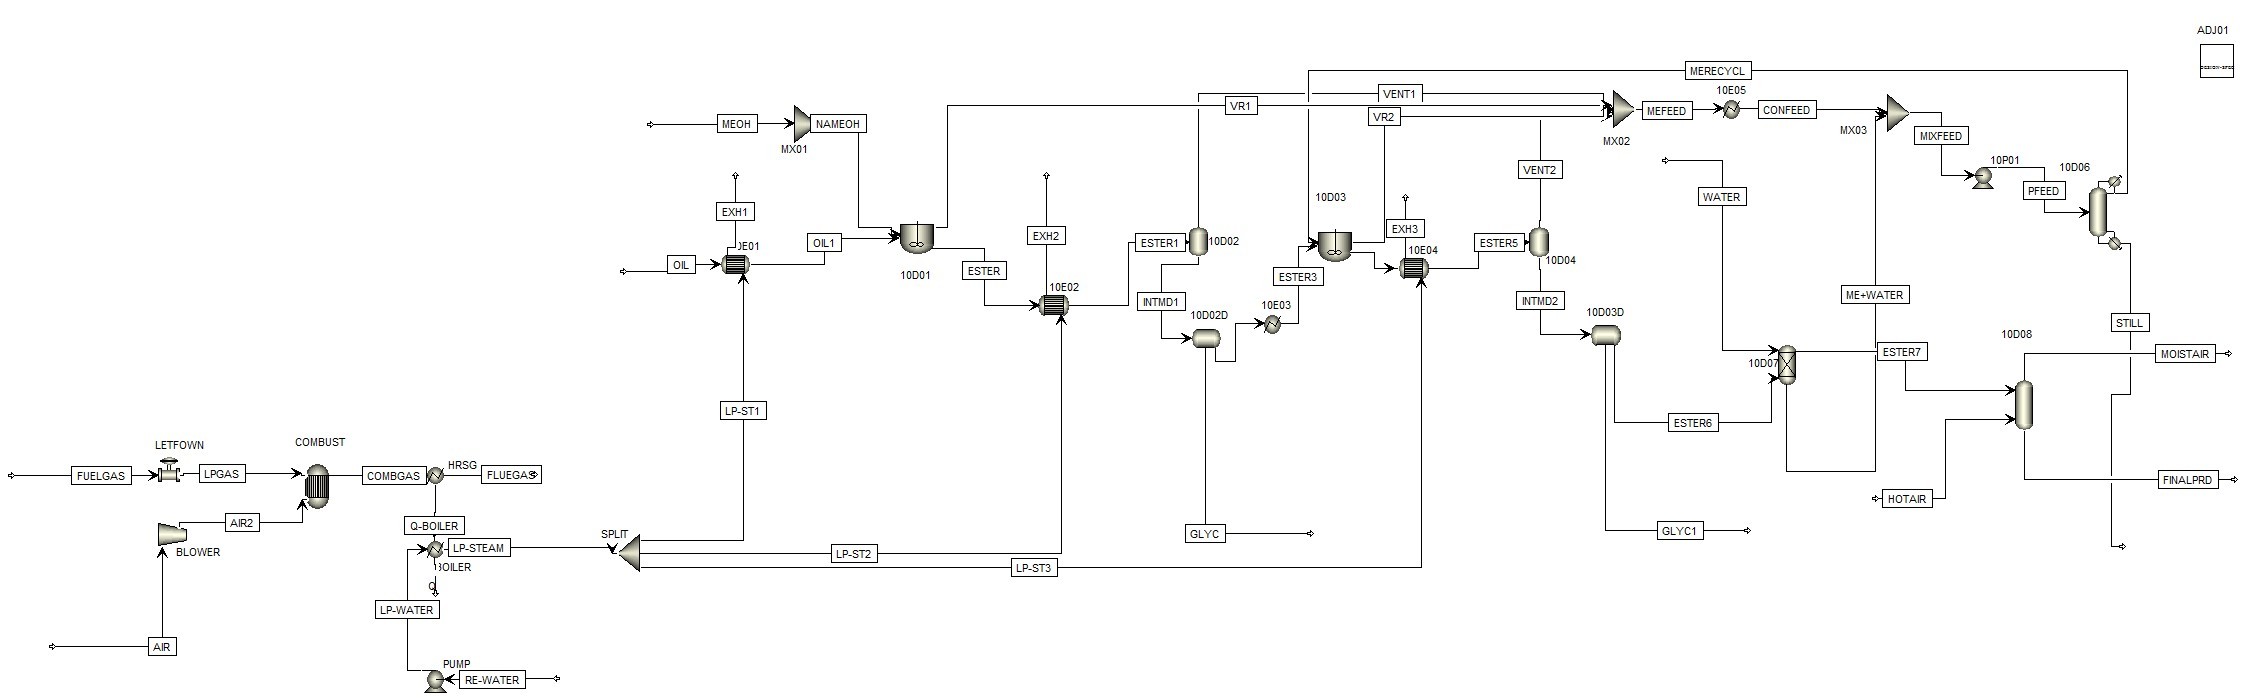 ADJ01
DESIGN-SPEC
MERECYCL
VENT1
10E05
VR1
MEFEED
CONFEED
MEOH
NAMEOH
VR2
MX03
MIXFEED
MX01
MX02
10P01
10D06
VENT2
PFEED
WATER
10D03
EXH1
EXH2
EXH3
OIL1
ESTER1
10D02
ESTER5
10E04
10D04
OIL
10D01
ESTER
ESTER3
10E02
INTMD1
10E03
INTMD2
ME+WATER
10D02D
10D03D
STILL
10D08
10D07
ESTER7
MOISTAIR
LP-ST1
ESTER6
LETFOWN
COMBUST
HRSG
FUELGAS
LPGAS
COMBGAS
FLUEGAS
FINALPRD
HOTAIR
AIR2
Q-BOILER
BLOWER
SPLIT
GLYC
GLYC1
LP-STEAM
LP-ST2
BOILER
LP-ST3
Q
LP-WATER
AIR
PUMP
RE-WATER